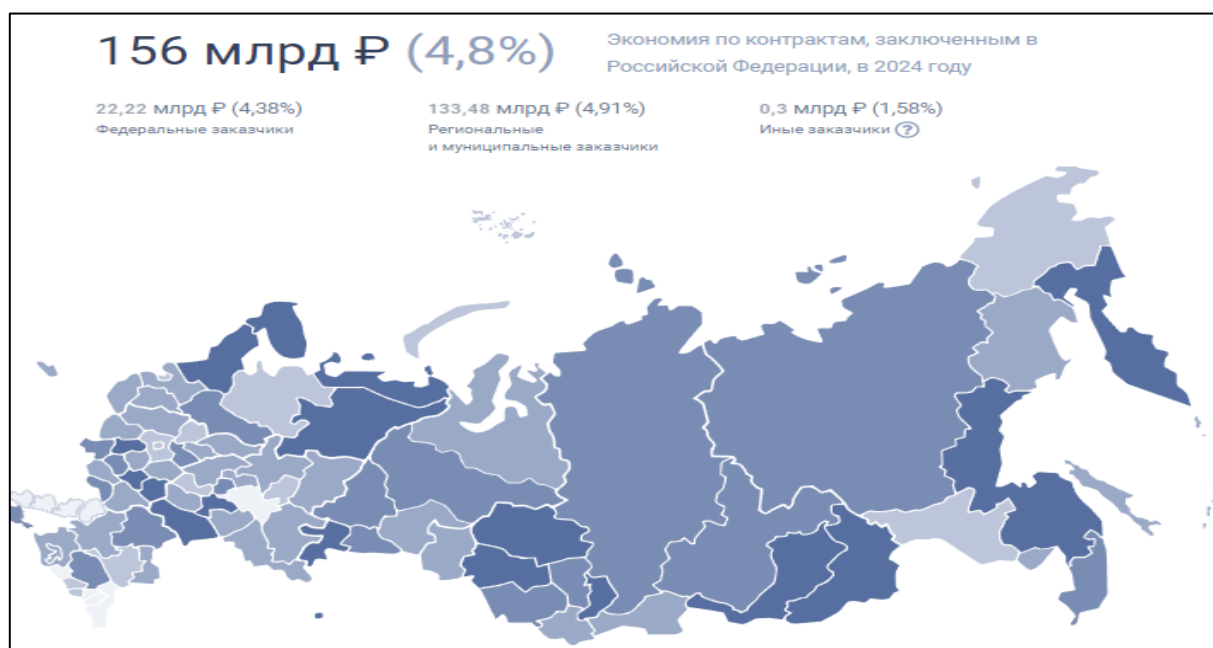 156 млрд ₽ (4,8%)
Экономия по контрактам, заключенным в
Российской Федерации, в 2024 году
22,22 млрд ₽ (4,38%)
Федеральные заказчики
133,48 млрд ₽ (4,91%)
Региональные
и муниципальные заказчики
0,3 млрд ₽ (1,58%)
Иные заказчики ?